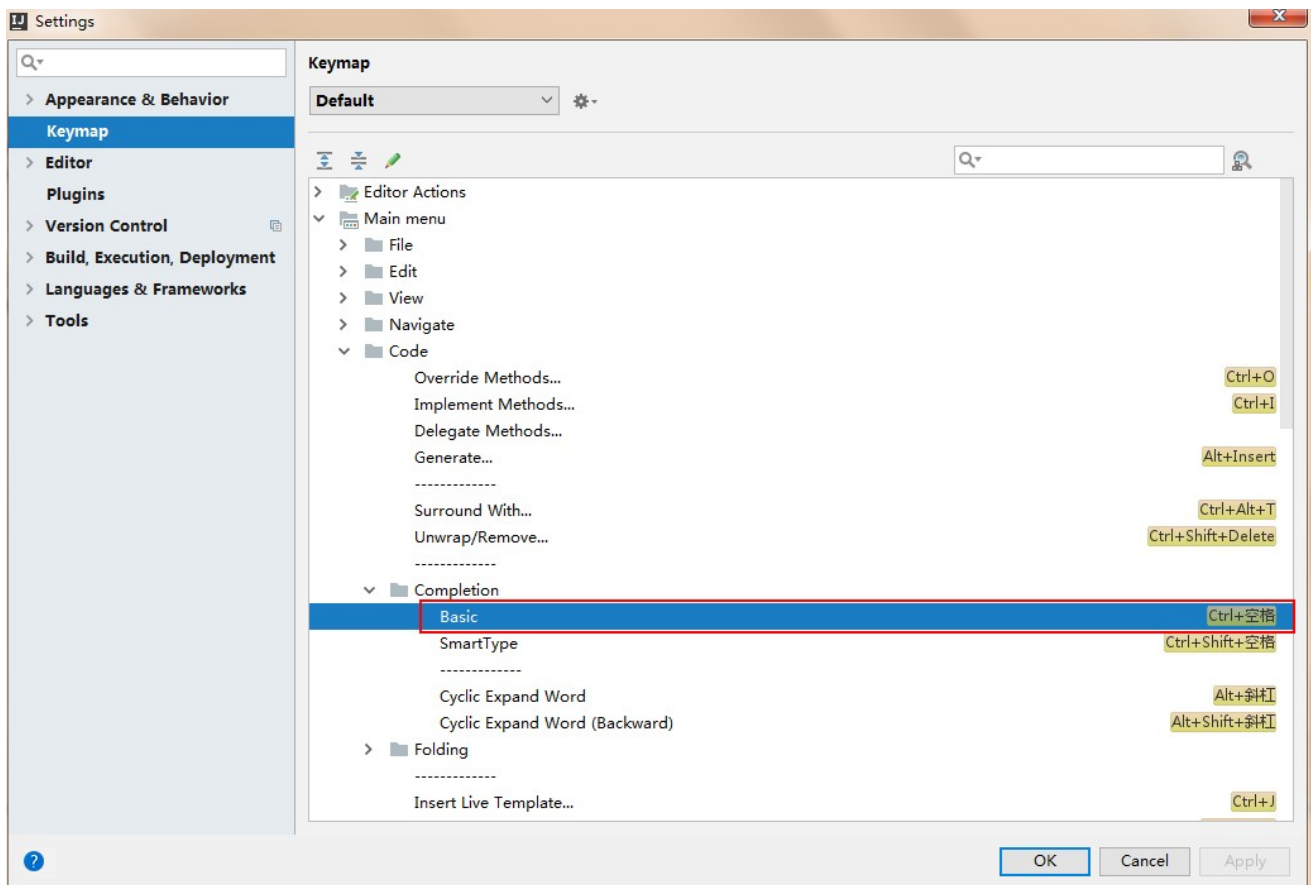 Settings
Appearance & Behavior
Keymap
Editor
Plugins
Version Control
Build, Execution, Deployment
Languages & Frameworks
Tools
Keymap
Default
Editor Actions
Main menu
File
Edit
View
Navigate
Code
Override Methods... Ctrl+O
Implement Methods... Ctrl+I
Delegate Methods...
Generate... Alt+Insert
-------------
Surround With... Ctrl+Alt+T
Unwrap/Remove... Ctrl+Shift+Delete
-------------
Completion
Basic Ctrl+空格
SmartType Ctrl+Shift+空格
-------------
Cyclic Expand Word Alt+斜杠
Cyclic Expand Word (Backward) Alt+Shift+斜杠
Folding
-------------
Insert Live Template... Ctrl+J
? OK Cancel Apply